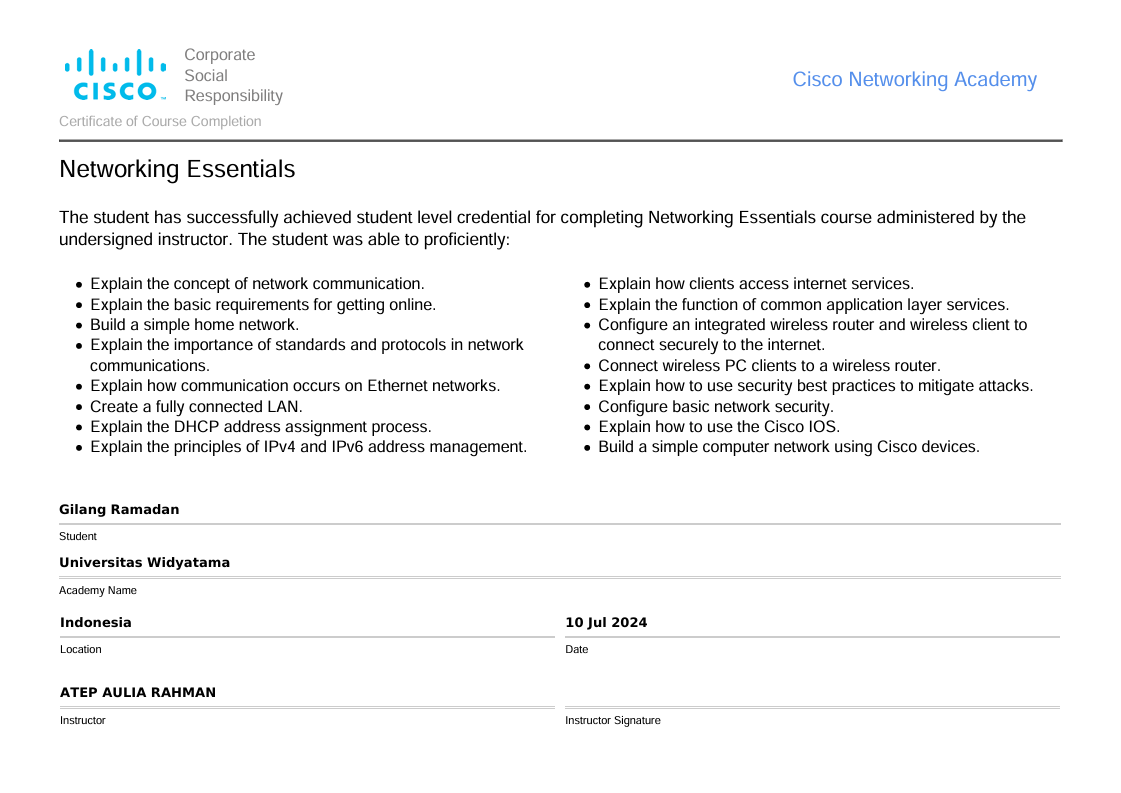 CISCO
Corporate
Social
Responsibility
Cisco Networking Academy
Certificate of Course Completion
Networking Essentials
The student has successfully achieved student level credential for completing Networking Essentials course administered by the
undersigned instructor. The student was able to proficiently:
• Explain the concept of network communication.
• Explain the basic requirements for getting online.
• Build a simple home network.
• Explain the importance of standards and protocols in network
communications.
• Explain how communication occurs on Ethernet networks.
• Create a fully connected LAN.
• Explain the DHCP address assignment process.
• Explain the principles of IPv4 and IPv6 address management.
• Explain how clients access internet services.
• Explain the function of common application layer services.
• Configure an integrated wireless router and wireless client to
connect securely to the internet.
• Connect wireless PC clients to a wireless router.
• Explain how to use security best practices to mitigate attacks.
• Configure basic network security.
• Explain how to use the Cisco IOS.
• Build a simple computer network using Cisco devices.
Gilang Ramadan
Student
Universitas Widyatama
Academy Name
Indonesia
Location
10 Jul 2024
Date
ATEP AULIA RAHMAN
Instructor
Instructor Signature